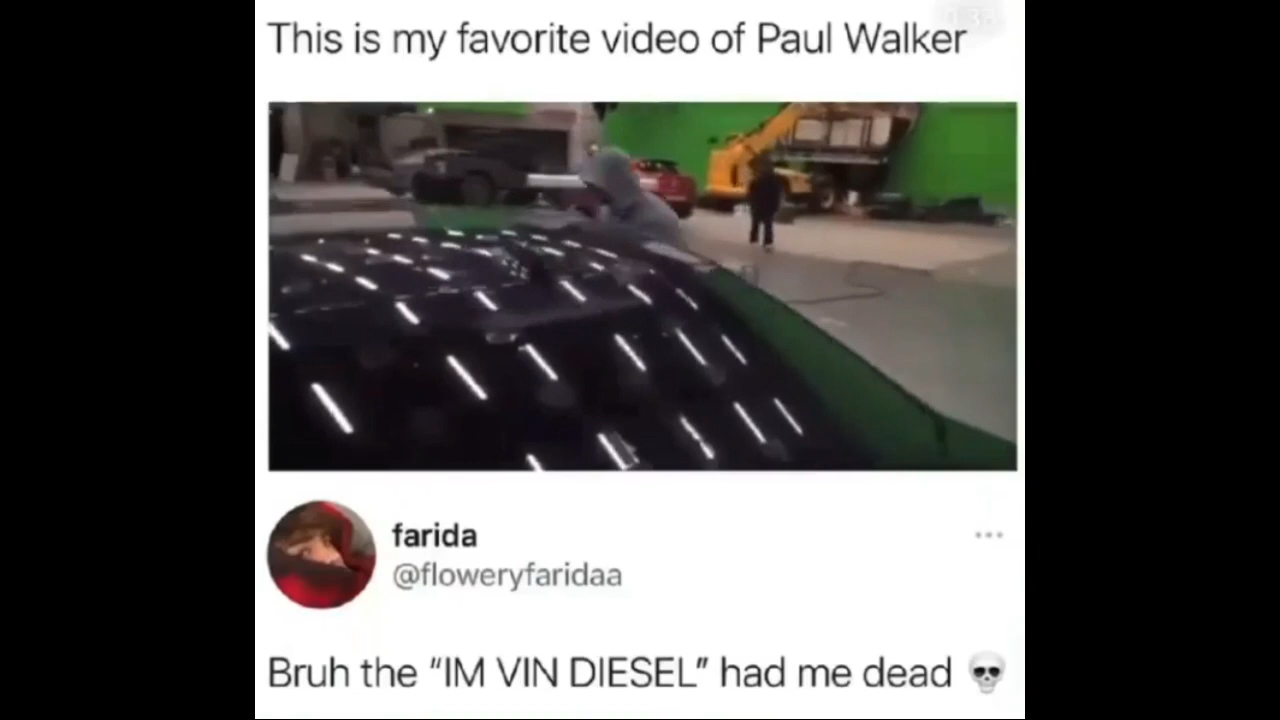 This is my favorite video of Paul Walker
farida
@floweryfaridaa
Bruh the “IM VIN DIESEL” had me dead 💀